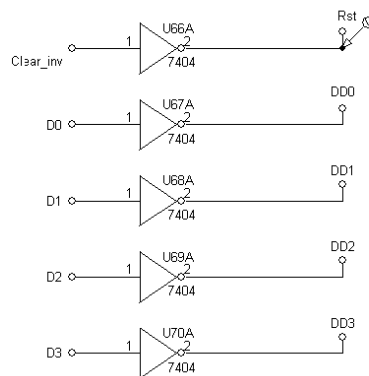 Rst
U66A
1
2
Clear_inv
7404
DD0
U67A
1
2
D0
7404
DD1
U68A
1
2
D1
7404
DD2
U69A
1
2
D2
7404
DD3
U70A
1
2
D3
7404